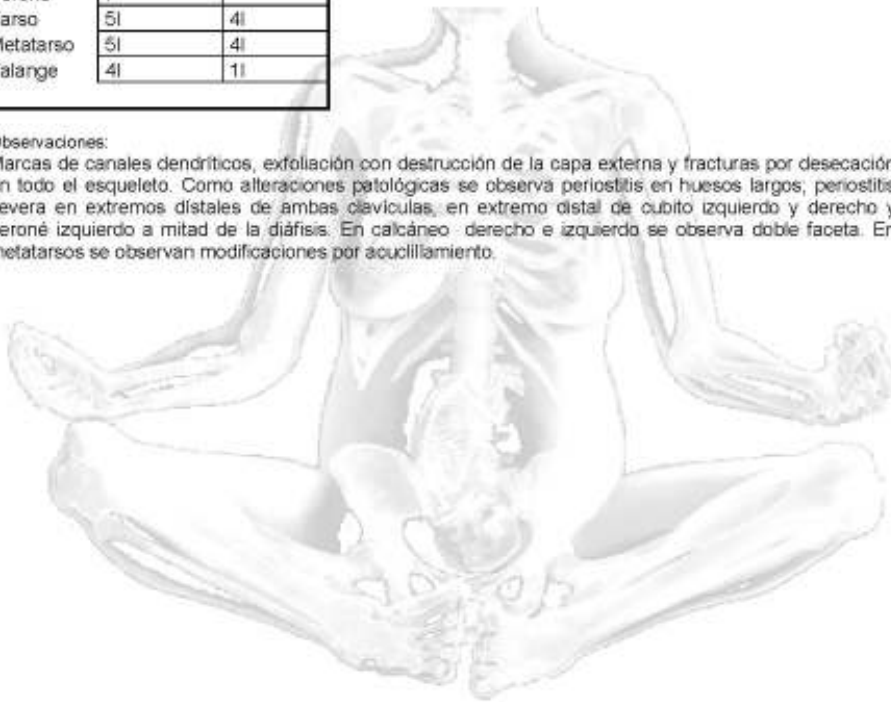 arso 5I 4I
Metatarso 5I 4I
alange 4I 1I
Observaciones:
Marcas de canales dendríticos, exfoliación con destrucción de la capa externa y fracturas por desecación
n todo el esqueleto. Como alteraciones patológicas se observa periostitis en huesos largos; periostitis
evera en extremos distales de ambas clavículas, en extremo distal de cubito izquierdo y derecho y
eroné izquierdo a mitad de la diáfisis. En calcáneo derecho e izquierdo se observa doble faceta. En
metatarsos se observan modificaciones por acuclillamiento.